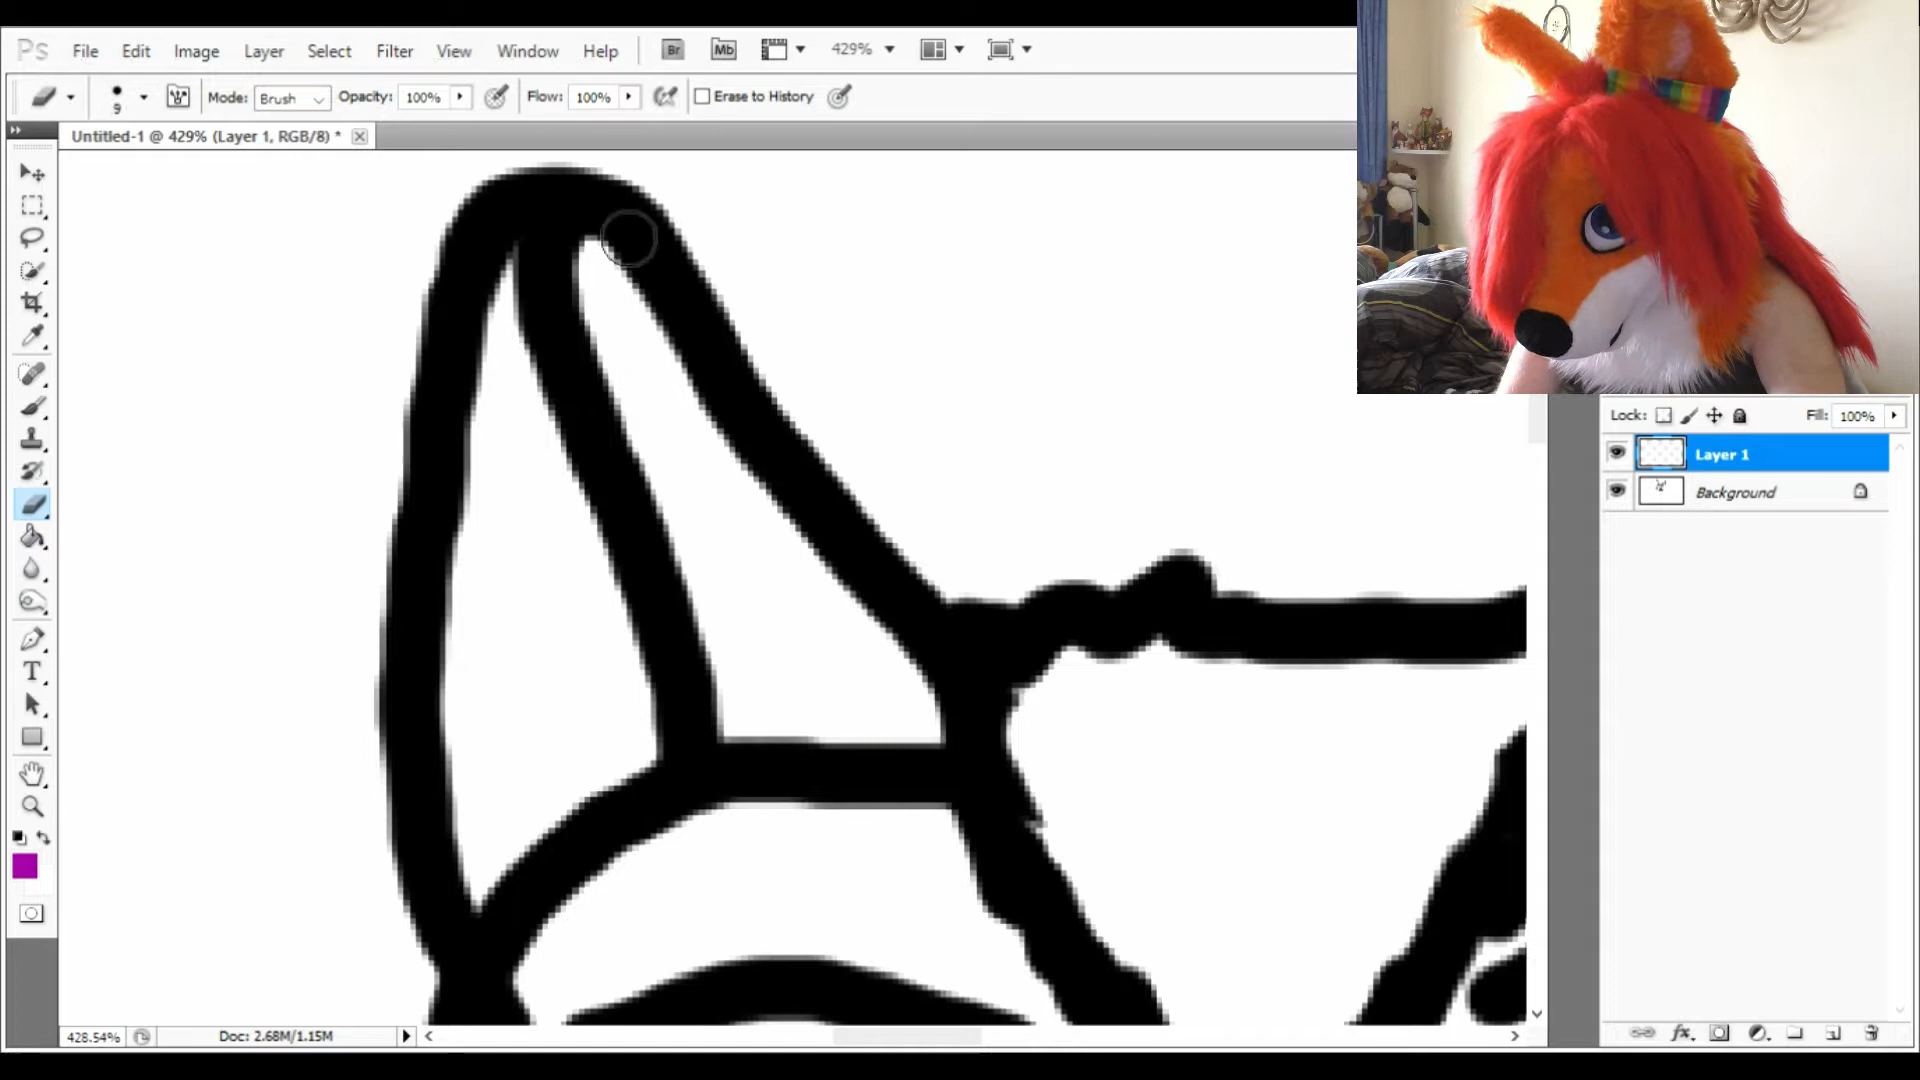 Ps File Edit Image Layer Select Filter View Window Help Br Mb 429%
9 Mode: Brush Opacity: 100% Flow: 100% Erase to History
Untitled-1 @ 429% (Layer 1, RGB/8) *
T
Lock: Fill: 100%
Layer 1
Background
fx
428.54% Doc: 2.68M/1.15M